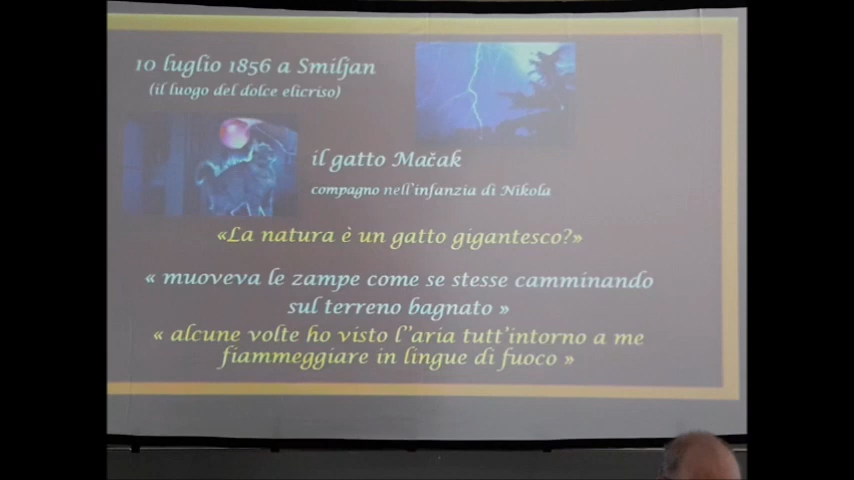 10 luglio 1856 a Smiljan
(il luogo del dolce elicriso)
il gatto Mačak
compagno nell'infanzia di Nikola
«La natura è un gatto gigantesco?»
« muoveva le zampe come se stesse camminando
sul terreno bagnato »
« alcune volte ho visto l''aria tutt'intorno a me
fiammeggiare in lingue di fuoco »